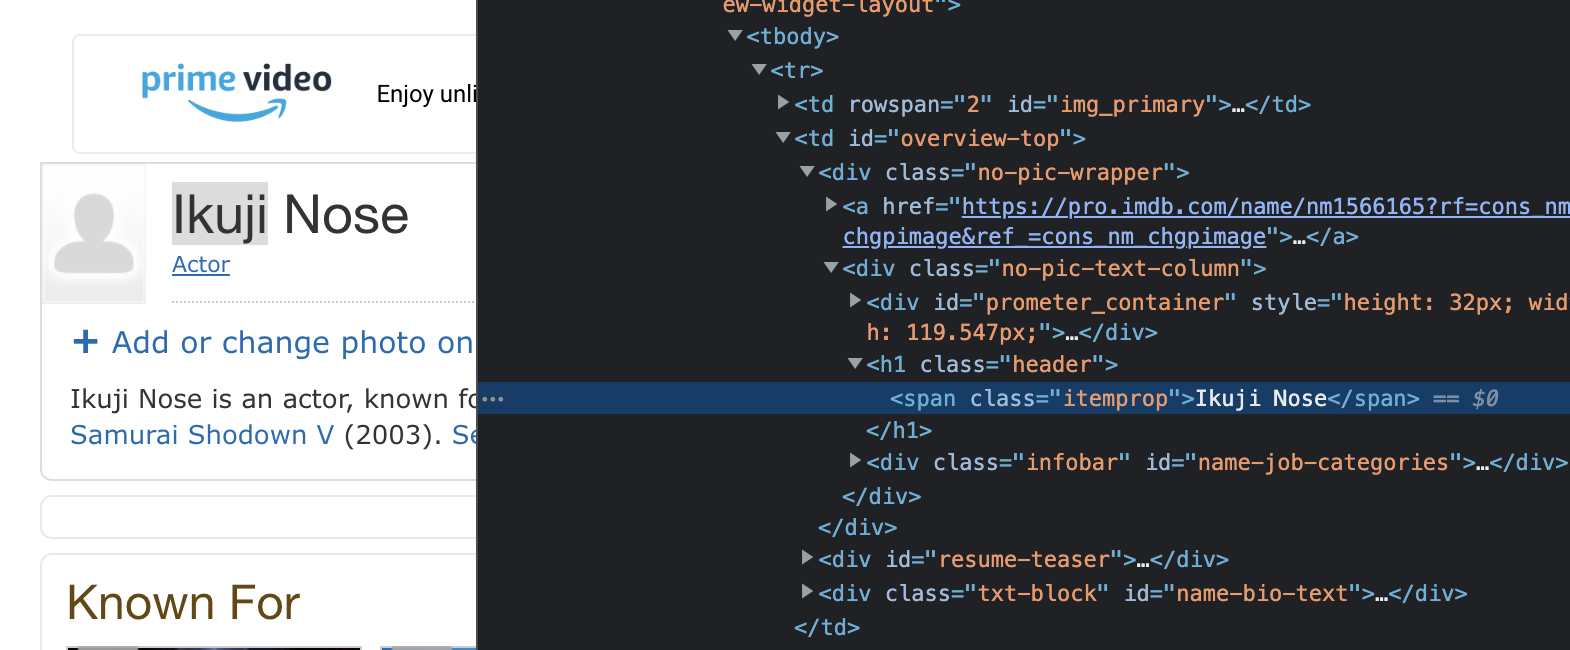 prime video
Enjoy unli
Ikuji Nose
Actor
+ Add or change photo on
Ikuji Nose is an actor, known fo
Samurai Shodown V (2003). Se
Known For
ew-widget-layout">
<tbody>
<tr>
<td rowspan="2" id="img_primary">…</td>
<td id="overview-top">
<div class="no-pic-wrapper">
<a href="https://pro.imdb.com/name/nm1566165?rf=cons_nm
chgpimage&ref_=cons_nm_chgpimage">…</a>
<div class="no-pic-text-column">
<div id="prometer_container" style="height: 32px; wid
h: 119.547px;">…</div>
<h1 class="header">
<span class="itemprop">Ikuji Nose</span> == $0
</h1>
<div class="infobar" id="name-job-categories">…</div>
</div>
</div>
<div id="resume-teaser">…</div>
<div class="txt-block" id="name-bio-text">…</div>
</td>